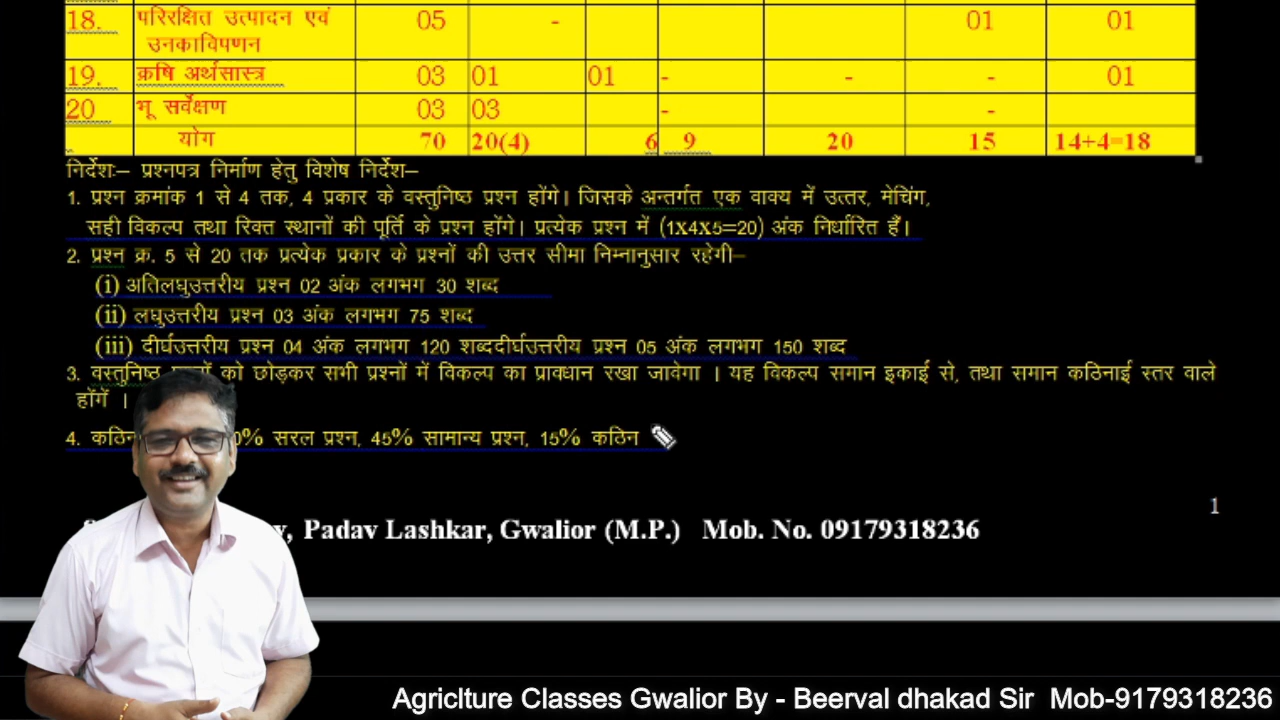 18. परिरक्षित उत्पादन एवं 05 - 01 01
उनकाविपणन
19. क्रषि अर्थसास्त्र 03 01 01 - - - 01
20 भू सर्वेक्षण 03 03 - -
योग 70 20(4) 6 9 20 15 14+4=18
निर्देशः– प्रश्नपत्र निर्माण हेतु विशेष निर्देश–
1. प्रश्न क्रमांक 1 से 4 तक, 4 प्रकार के वस्तुनिष्ठ प्रश्न होंगे। जिसके अन्तर्गत एक वाक्य में उत्तर, मेचिंग,
सही विकल्प तथा रिक्त स्थानों की पूर्ति के प्रश्न होंगे। प्रत्येक प्रश्न में (1X4X5=20) अंक निर्धारित हैं।
2. प्रश्न क्र. 5 से 20 तक प्रत्येक प्रकार के प्रश्नों की उत्तर सीमा निम्नानुसार रहेगी–
(i) अतिलघुउत्तरीय प्रश्न 02 अंक लगभग 30 शब्द
(ii) लघुउत्तरीय प्रश्न 03 अंक लगभग 75 शब्द
(iii) दीर्घउत्तरीय प्रश्न 04 अंक लगभग 120 शब्ददीर्घउत्तरीय प्रश्न 05 अंक लगभग 150 शब्द
3. वस्तुनिष्ठ को छोड़कर सभी प्रश्नों में विकल्प का प्रावधान रखा जावेगा । यह विकल्प समान इकाई से, तथा समान कठिनाई स्तर वाले
होंगें ।
4. 0% सरल प्रश्न, 45% सामान्य प्रश्न, 15% कठिन
Padav Lashkar, Gwalior (M.P.) Mob. No. 09179318236
1
Agriclture Classes Gwalior By - Beerval dhakad Sir Mob-9179318236